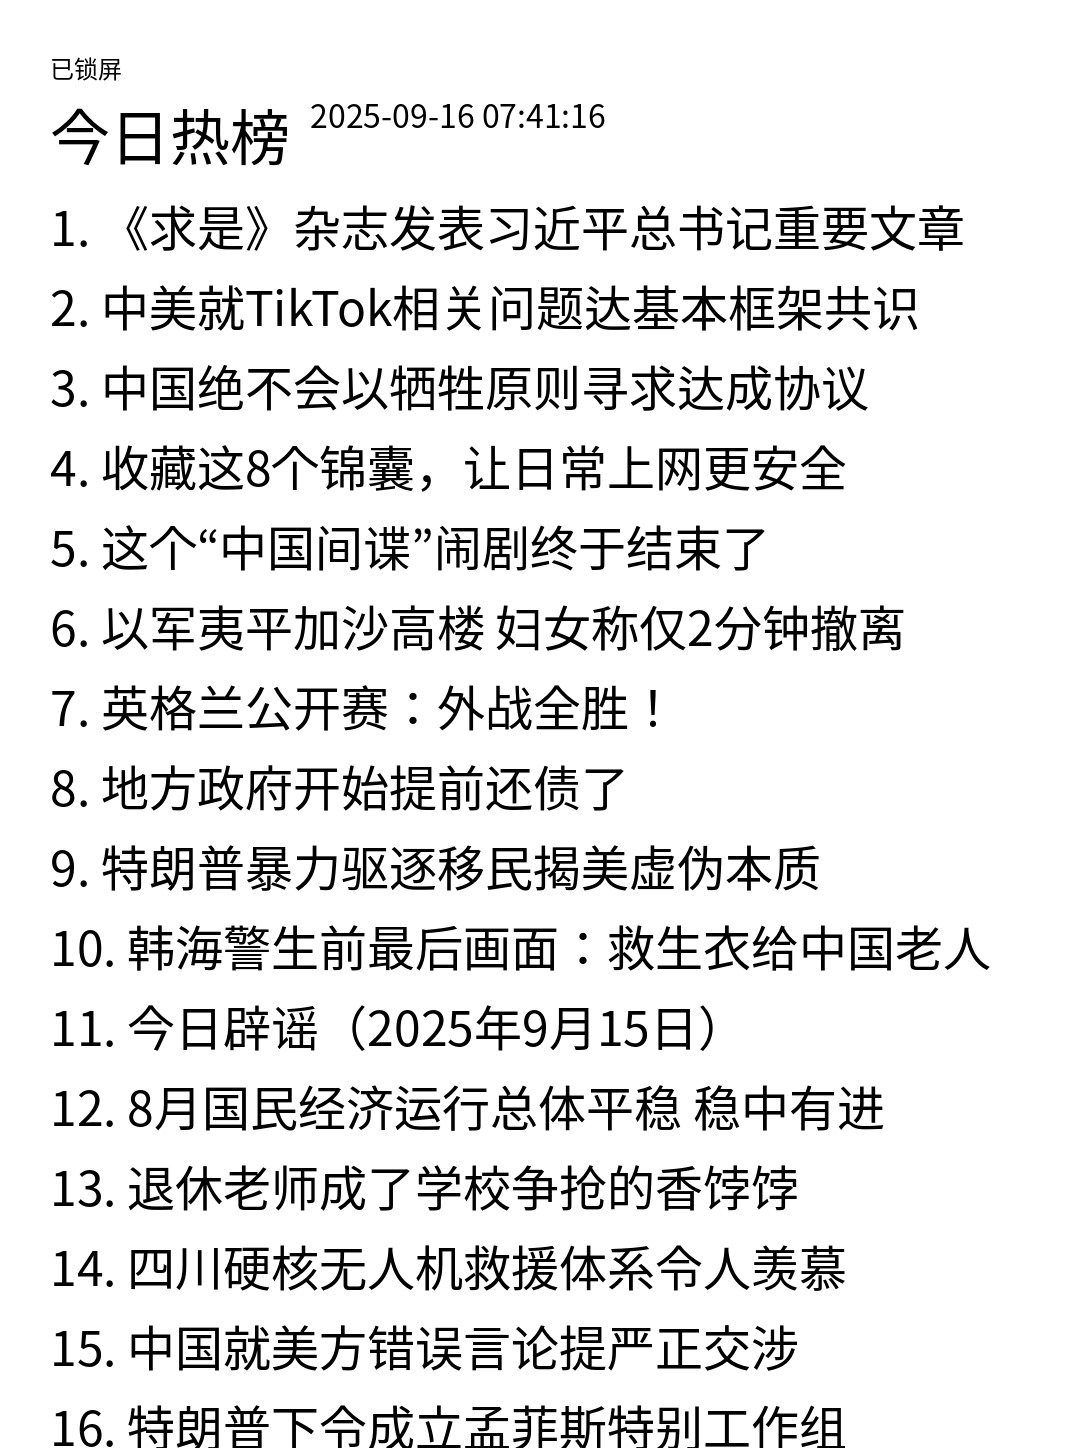 已锁屏
今日热榜 2025-09-16 07:41:16
1. 《求是》杂志发表习近平总书记重要文章
2. 中美就TikTok相关问题达基本框架共识
3. 中国绝不会以牺牲原则寻求达成协议
4. 收藏这8个锦囊，让日常上网更安全
5. 这个“中国间谍”闹剧终于结束了
6. 以军夷平加沙高楼 妇女称仅2分钟撤离
7. 英格兰公开赛：外战全胜！
8. 地方政府开始提前还债了
9. 特朗普暴力驱逐移民揭美虚伪本质
10. 韩海警生前最后画面：救生衣给中国老人
11. 今日辟谣（2025年9月15日）
12. 8月国民经济运行总体平稳 稳中有进
13. 退休老师成了学校争抢的香饽饽
14. 四川硬核无人机救援体系令人羡慕
15. 中国就美方错误言论提严正交涉
16. 特朗普下令成立孟菲斯特别工作组